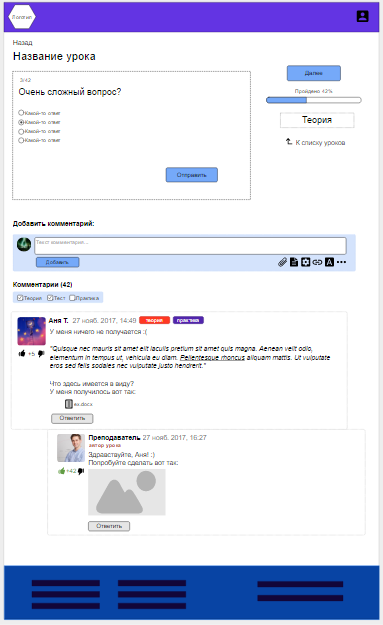 Логотип
Назад
Название урока
3/42
Очень сложный вопрос?
Какой-то ответ
Какой-то ответ
Какой-то ответ
Какой-то ответ
Отправить
Далее
Пройдено 42%
Теория
К списку уроков
Добавить комментарий:
Текст комментария...
Добавить
Комментарии (42)
Теория Тест Практика
Аня Т. 27 нояб. 2017, 14:49 теория практика
У меня ничего не получается :(
"Quisque nec mauris sit amet elit iaculis pretium sit amet quis magna. Aenean velit odio,
elementum in tempus ut, vehicula eu diam. Pellentesque rhoncus aliquam mattis. Ut vulputate
eros sed felis sodales nec vulputate justo hendrerit."
Что здесь имеется в виду?
У меня получилось вот так:
ex.docx
+5
Ответить
Преподаватель 27 нояб. 2017, 16:27
автор урока
Здравствуйте, Аня! :)
Попробуйте сделать вот так:
+42
Ответить